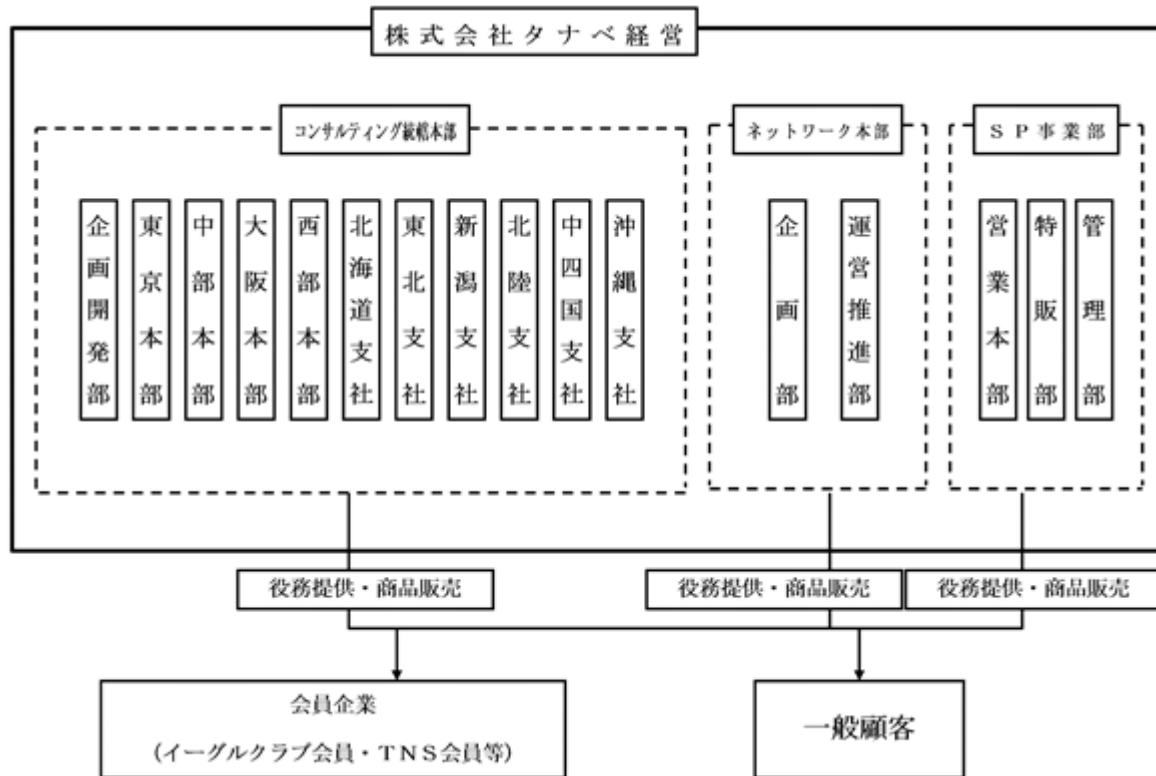 株式会社タナベ経営
コンサルティング統轄本部
ネットワーク本部
SP事業部
企画開発部
東京本部
中部本部
大阪本部
西部本部
北海道支社
東北支社
新潟支社
北陸支社
中四国支社
沖縄支社
企画部
運営推進部
営業本部
特販部
管理部
役務提供・商品販売
役務提供・商品販売
役務提供・商品販売
会員企業
(イーグルクラブ会員・TNS会員等)
一般顧客